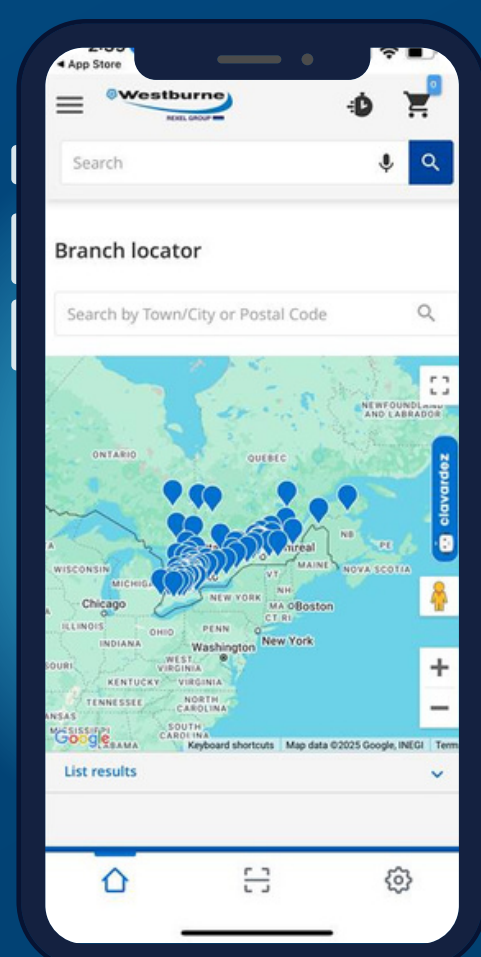 App Store
Westburne
REXEL GROUP
0
Search
Branch locator
Search by Town/City or Postal Code
NEWFOUNDLAND
AND LABRADOR
ONTARIO
QUEBEC
clavardez
NB
PE
NOVA SCOTIA
MAINE
VT
NH
WISCONSIN
NEW YORK
Chicago
MA Boston
CT RI
ILLINOIS
OHIO
PENN
New York
INDIANA
Washington
WEST
VIRGINIA
KENTUCKY
VIRGINIA
TENNESSEE
NORTH
CAROLINA
SOUTH
CAROLINA
Google
Keyboard shortcuts
Map data ©2025 Google, INEGI
Term
List results